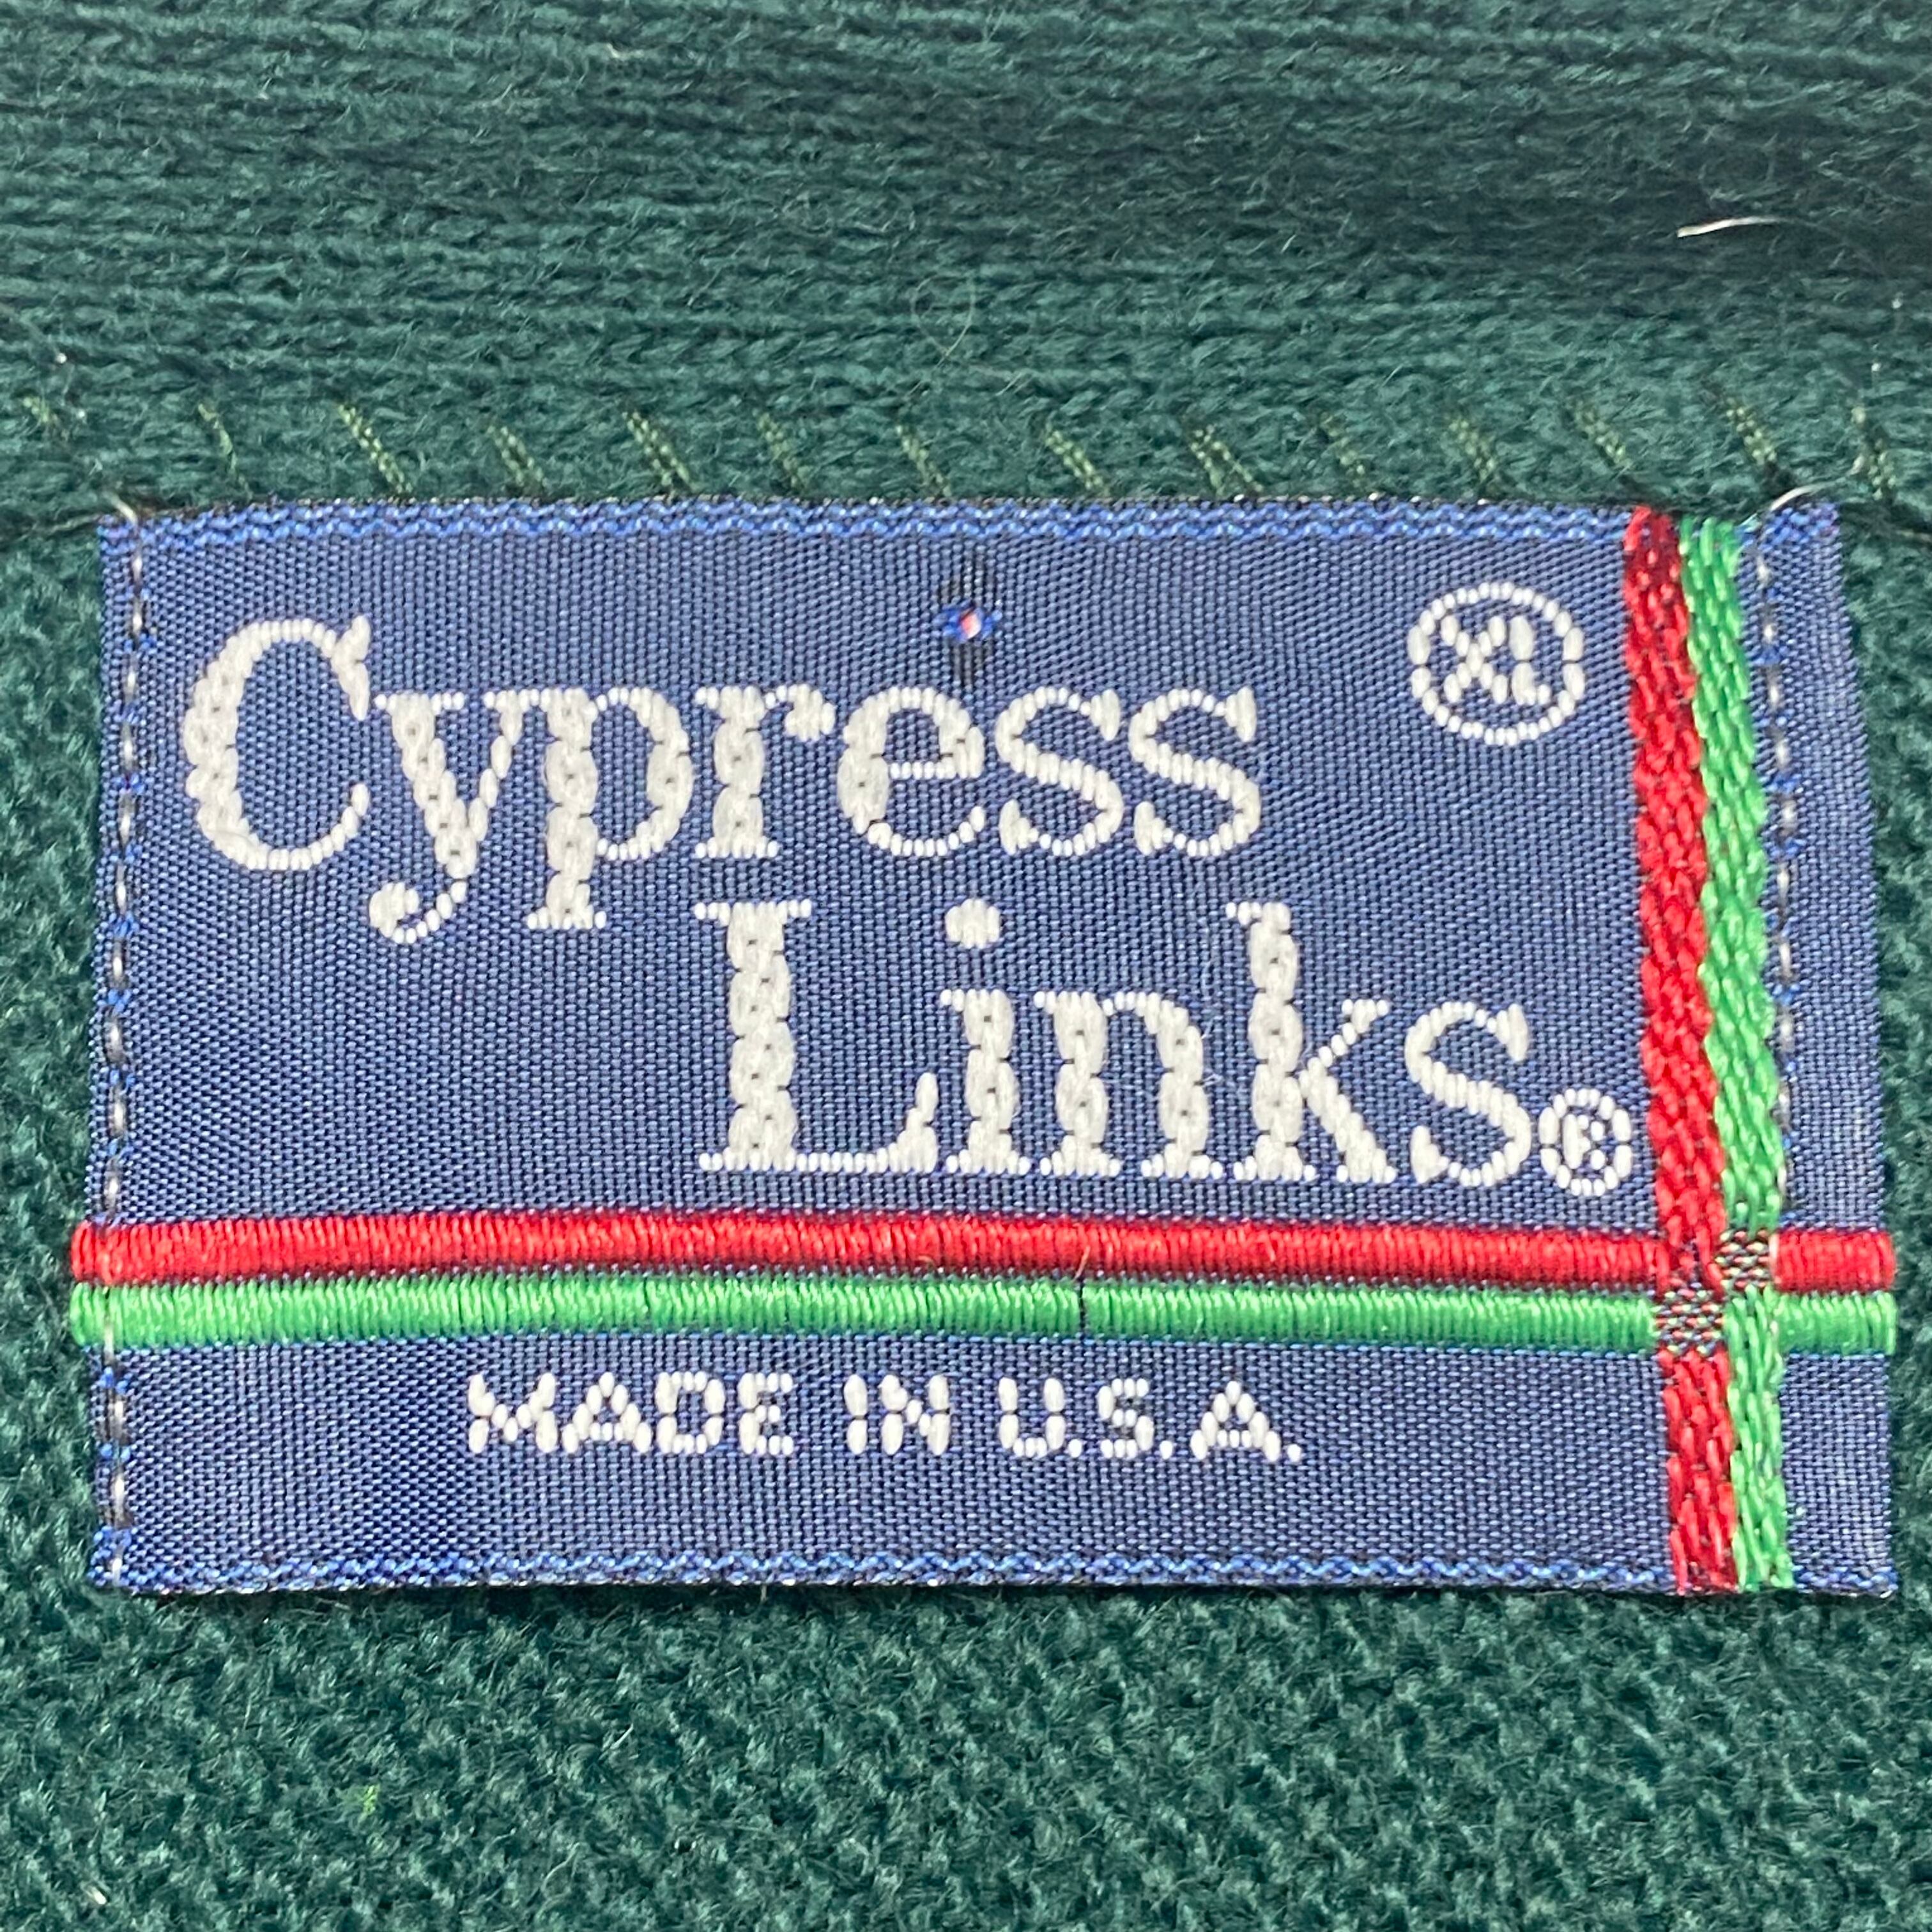 Cypress
XL
Links®
MADE IN U.S.A.